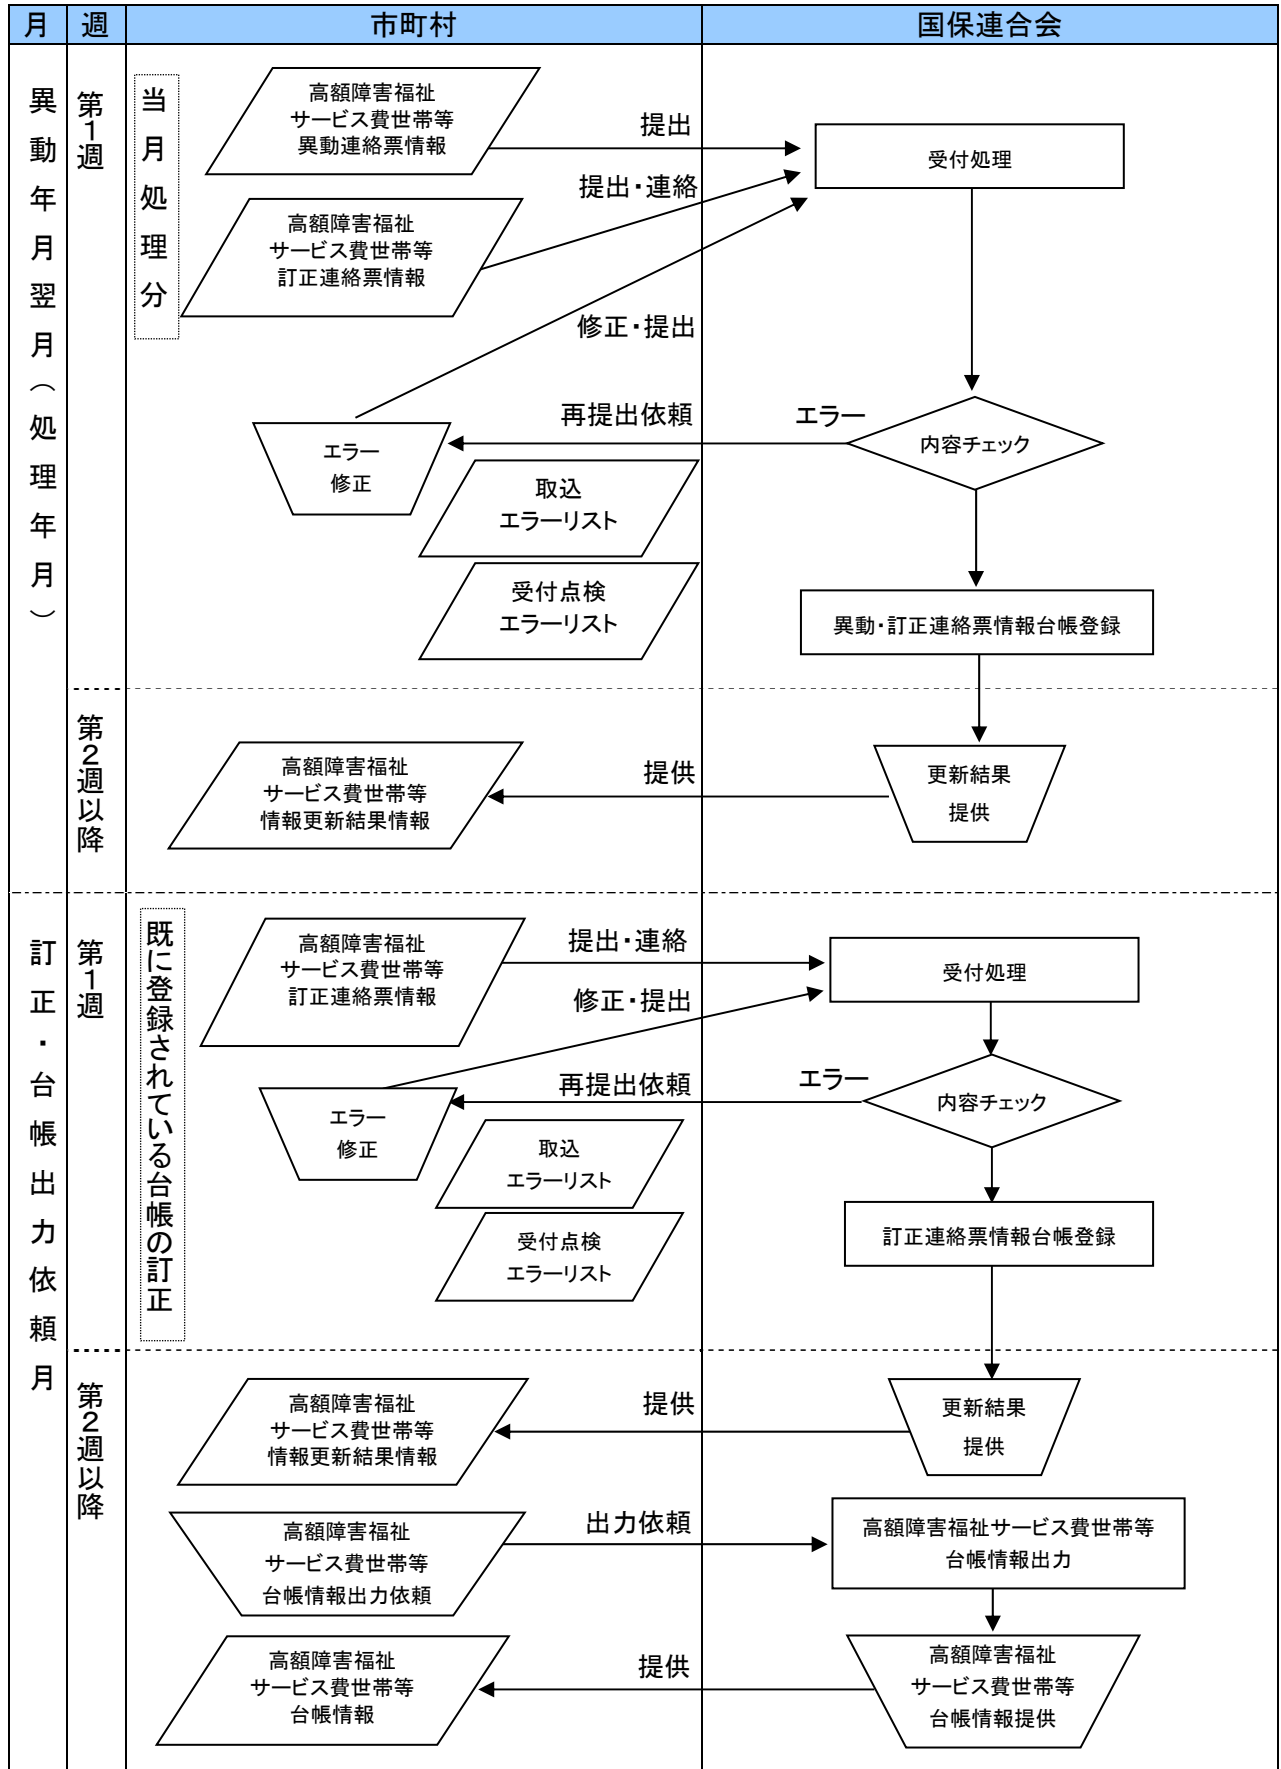 月
週
市町村
国保連合会
異動年月翌月（処理年月）
第1週
当月処理分
高額障害福祉
サービス費世帯等
異動連絡票情報
提出
受付処理
提出・連絡
高額障害福祉
サービス費世帯等
訂正連絡票情報
修正・提出
再提出依頼
エラー
内容チェック
エラー
修正
取込
エラーリスト
受付点検
エラーリスト
異動・訂正連絡票情報台帳登録
第2週以降
高額障害福祉
サービス費世帯等
情報更新結果情報
提供
更新結果
提供
訂正・台帳出力依頼月
第1週
既に登録されている台帳の訂正
高額障害福祉
サービス費世帯等
訂正連絡票情報
提出・連絡
受付処理
修正・提出
再提出依頼
エラー
内容チェック
エラー
修正
取込
エラーリスト
受付点検
エラーリスト
訂正連絡票情報台帳登録
第2週以降
高額障害福祉
サービス費世帯等
情報更新結果情報
提供
更新結果
提供
高額障害福祉
サービス費世帯等
台帳情報出力依頼
出力依頼
高額障害福祉サービス費世帯等
台帳情報出力
高額障害福祉
サービス費世帯等
台帳情報
提供
高額障害福祉
サービス費世帯等
台帳情報提供